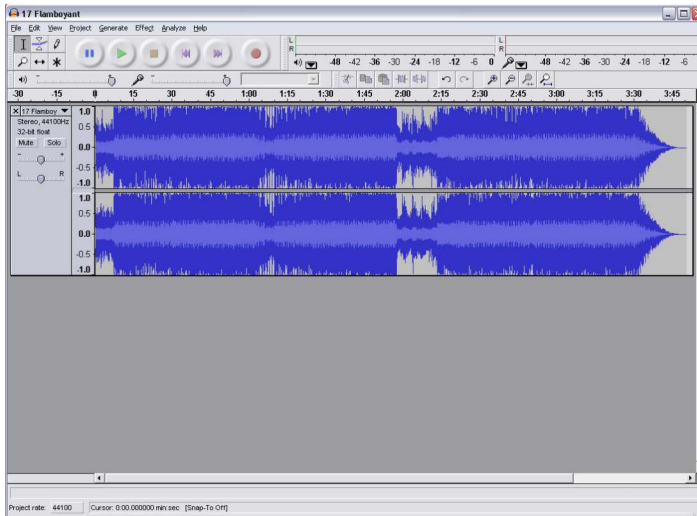 17 Flamboyant
File Edit View Project Generate Effect Analyze Help
L
R
-48 -42 -36 -30 -24 -18 -12 -6 0
L
R
-48 -42 -36 -30 -24 -18 -12 -6
-30 -15 0 15 30 45 1:00 1:15 1:30 1:45 2:00 2:15 2:30 2:45 3:00 3:15 3:30 3:45
X 17 Flamboy
Stereo, 44100Hz
32-bit float
Mute Solo
- +
L R
1.0
0.5
0.0
-0.5
-1.0
1.0
0.5
0.0
-0.5
-1.0
Project rate: 44100 Cursor: 0:00.000000 min:sec [Snap-To Off]